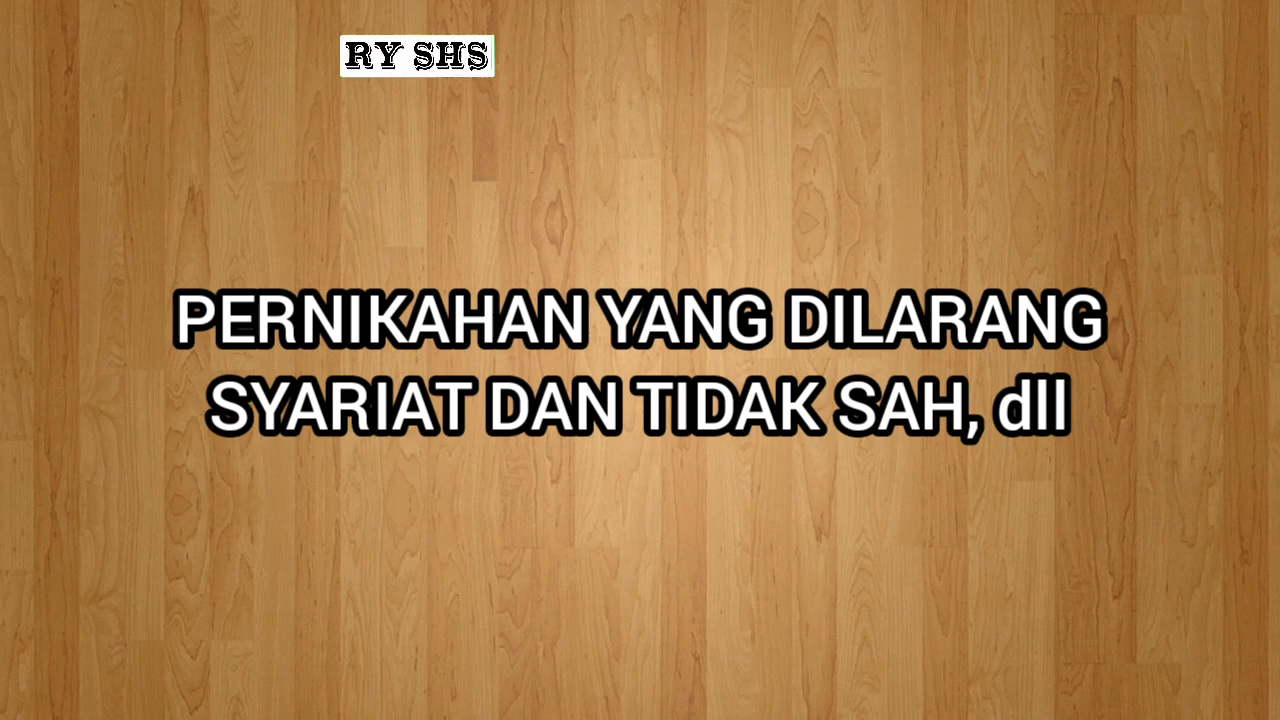 RY SHS
PERNIKAHAN YANG DILARANG
SYARIAT DAN TIDAK SAH, dll